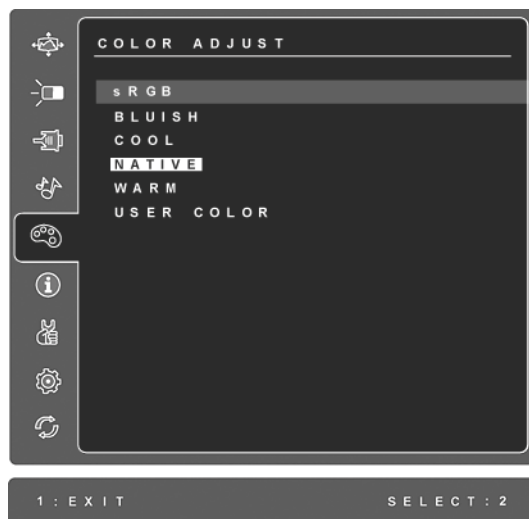 COLOR ADJUST
sRGB
BLUISH
COOL
NATIVE
WARM
USER COLOR
1:EXIT
SELECT:2